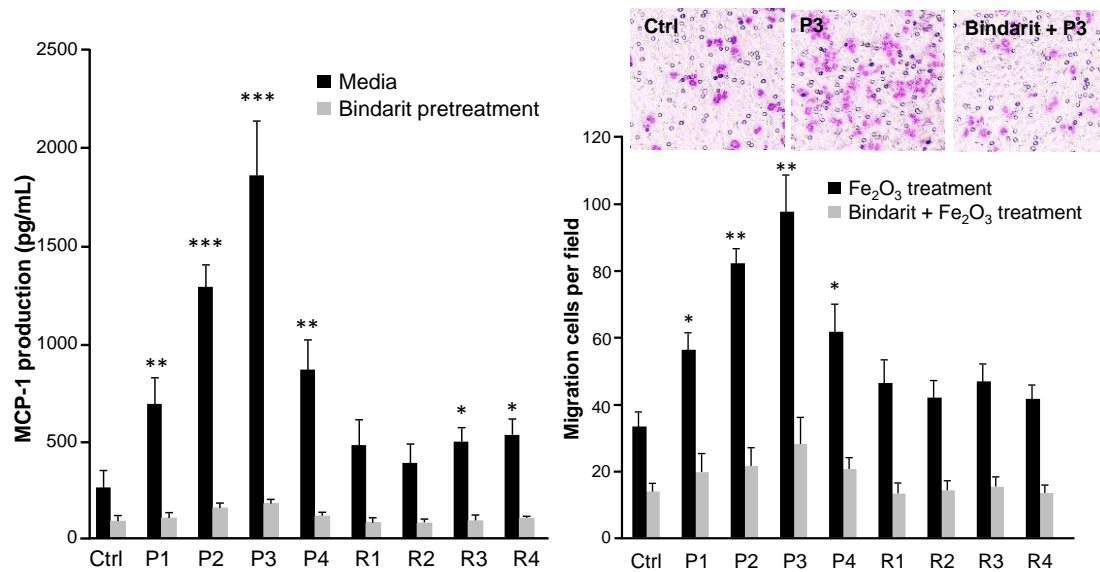 2500
2000
1500
1000
500
0
MCP-1 production (pg/mL)
Media
Bindarit pretreatment
**
***
***
**
*
*
Ctrl P1 P2 P3 P4 R1 R2 R3 R4
Ctrl
P3
Bindarit + P3
120
100
80
60
40
20
0
Migration cells per field
Fe₂O₃ treatment
Bindarit + Fe₂O₃ treatment
*
**
**
*
Ctrl P1 P2 P3 P4 R1 R2 R3 R4